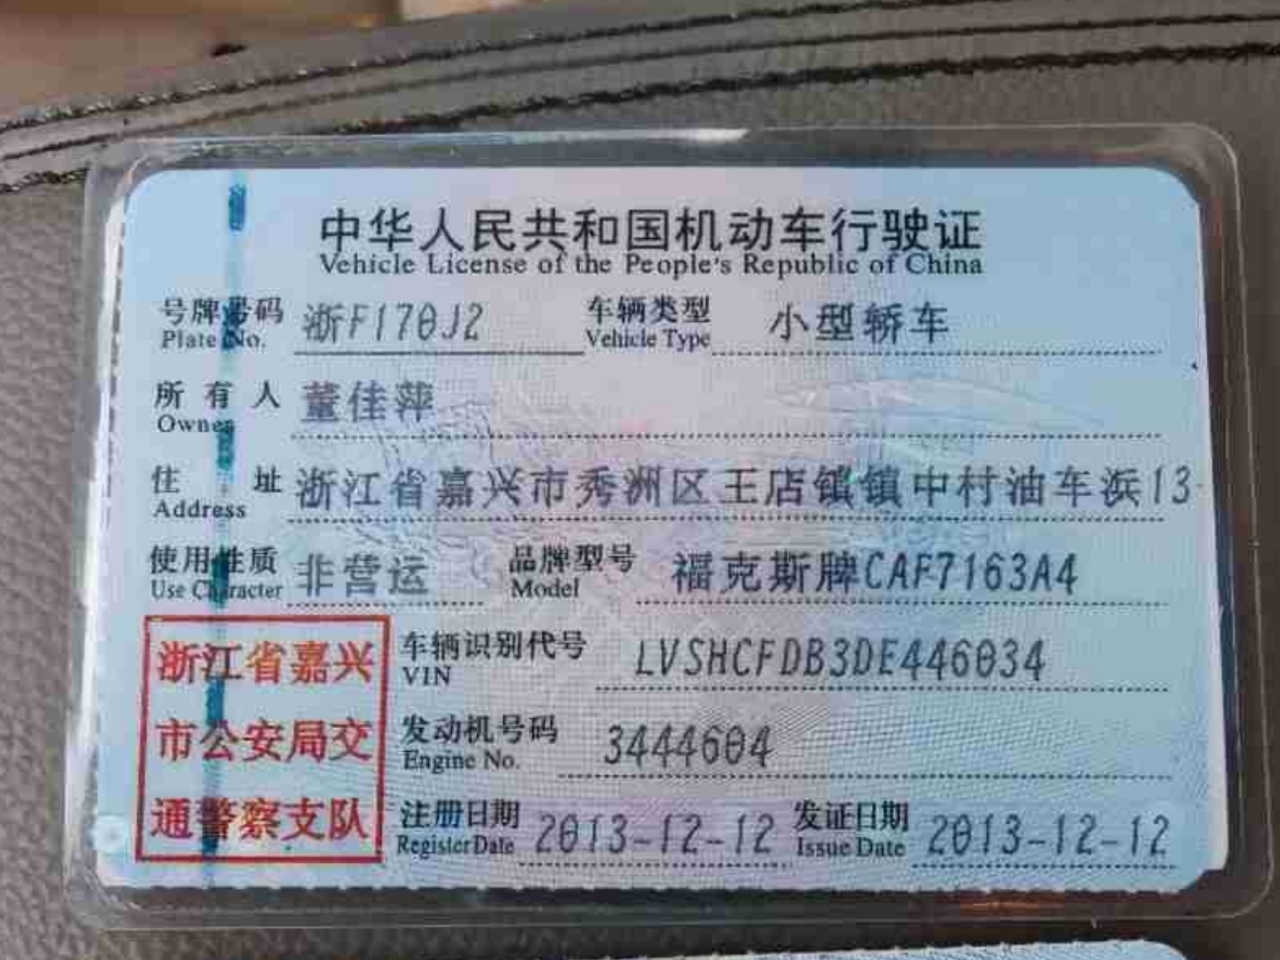 中华人民共和国机动车行驶证
Vehicle License of the People's Republic of China
号牌号码 浙F170J2 车辆类型 小型轿车
Plate No. Vehicle Type
所有人 董佳萍
Owner
住址 浙江省嘉兴市秀洲区王店镇镇中村油车浜13
Address
使用性质 非营运 品牌型号 福克斯牌CAF7163A4
Use Character Model
浙江省嘉兴 车辆识别代号 LVSHCFDB3DE446034
VIN
市公安局交 发动机号码 3444604
Engine No.
通警察支队 注册日期 2013-12-12 发证日期 2013-12-12
Register Date Issue Date